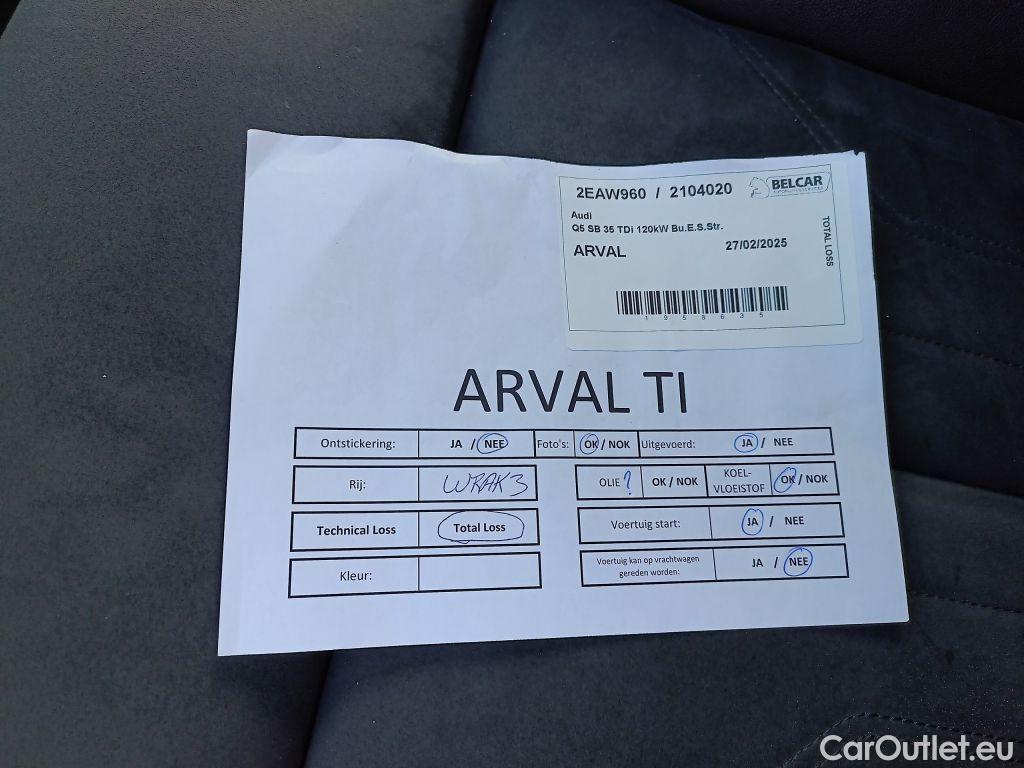 2EAW960 / 2104020
BELCAR
Audi
Q5 SB 35 TDi 120kW Bu.E.S.Str.
ARVAL 27/02/2025
TOTAL LOSS
1958635
ARVAL TI
Ontstickering: JA / NEE Foto's: OK / NOK Uitgevoerd: JA / NEE
Rij: WRAK3
OLIE ? OK / NOK KOEL-
VLOEISTOF OK / NOK
Technical Loss Total Loss
Voertuig start: JA / NEE
Kleur:
Voertuig kan op vrachtwagen
gereden worden: JA / NEE
CarOutlet.eu